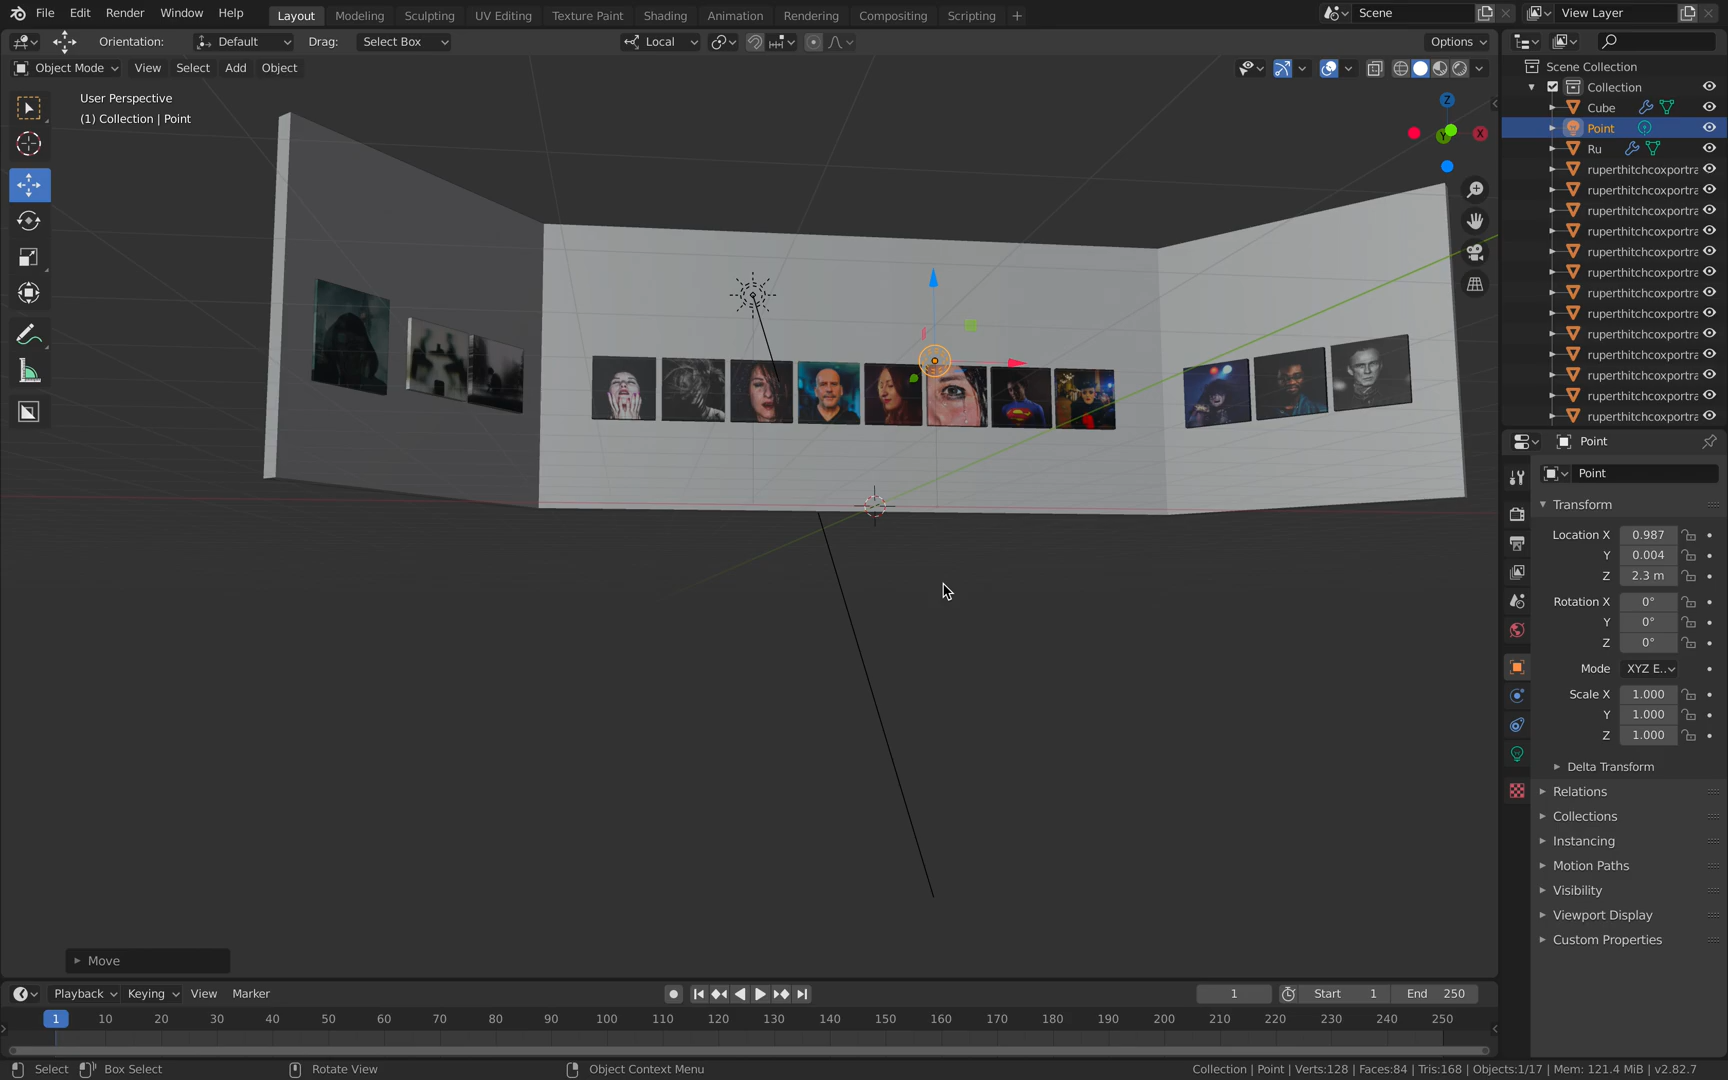 File Edit Render Window Help Layout Modeling Sculpting UV Editing Texture Paint Shading Animation Rendering Compositing Scripting + Scene View Layer
Orientation: Default Drag: Select Box Local Options
Object Mode View Select Add Object
User Perspective
(1) Collection | Point
Z
X
Y
Move
Scene Collection
Collection
Cube
Point
Ru
ruperthitchcoxportra
ruperthitchcoxportra
ruperthitchcoxportra
ruperthitchcoxportra
ruperthitchcoxportra
ruperthitchcoxportra
ruperthitchcoxportra
ruperthitchcoxportra
ruperthitchcoxportra
ruperthitchcoxportra
ruperthitchcoxportra
ruperthitchcoxportra
ruperthitchcoxportra
Point
Point
Transform
Location X 0.987
Y 0.004
Z 2.3 m
Rotation X 0°
Y 0°
Z 0°
Mode XYZ E..
Scale X 1.000
Y 1.000
Z 1.000
Delta Transform
Relations
Collections
Instancing
Motion Paths
Visibility
Viewport Display
Custom Properties
Playback Keying View Marker 1 Start 1 End 250
1 10 20 30 40 50 60 70 80 90 100 110 120 130 140 150 160 170 180 190 200 210 220 230 240 250
Select Box Select Rotate View Object Context Menu Collection | Point | Verts:128 | Faces:84 | Tris:168 | Objects:1/17 | Mem: 121.4 MiB | v2.82.7